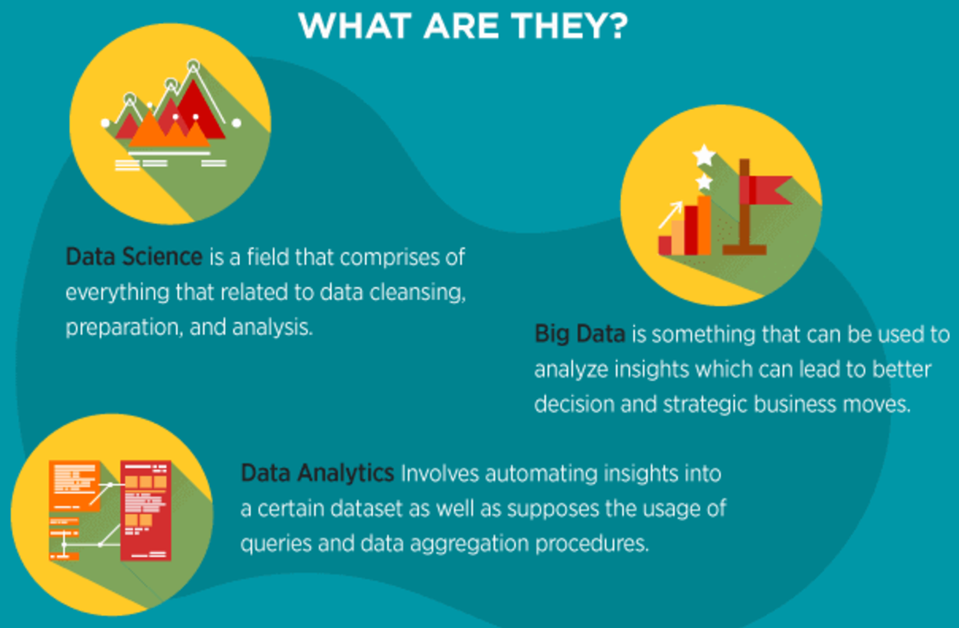 WHAT ARE THEY?
Data Science is a field that comprises of
everything that related to data cleansing,
preparation, and analysis.
Big Data is something that can be used to
analyze insights which can lead to better
decision and strategic business moves.
Data Analytics Involves automating insights into
a certain dataset as well as supposes the usage of
queries and data aggregation procedures.